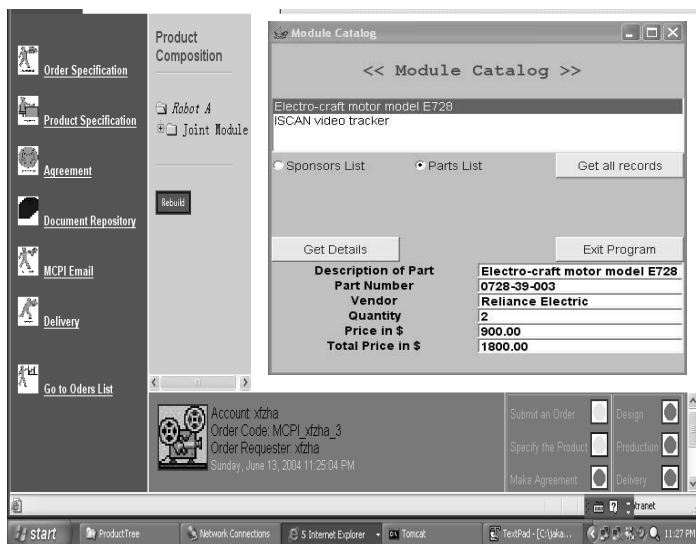 Order Specification
Product Specification
Agreement
Document Repository
MCPI Email
Delivery
Go to Oders List
Product
Composition
Robot A
Joint Module
Rebuild
Module Catalog
<< Module Catalog >>
Electro-craft motor model E728
ISCAN video tracker
Sponsors List
Parts List
Get all records
Get Details
Exit Program
Description of Part Electro-craft motor model E728
Part Number 0728-39-003
Vendor Reliance Electric
Quantity 2
Price in $ 900.00
Total Price in $ 1800.00
Account: xfzha
Order Code: MCPI_xfzha_3
Order Requester: xfzha
Sunday, June 13, 2004 11:25:04 PM
Submit an Order
Design
Specify the Product
Production
Make Agreement
Delivery
start
ProductTree
Network Connections
5 Internet Explorer
Tomcat
TextPad - [C:\jaka...
11:27 PM